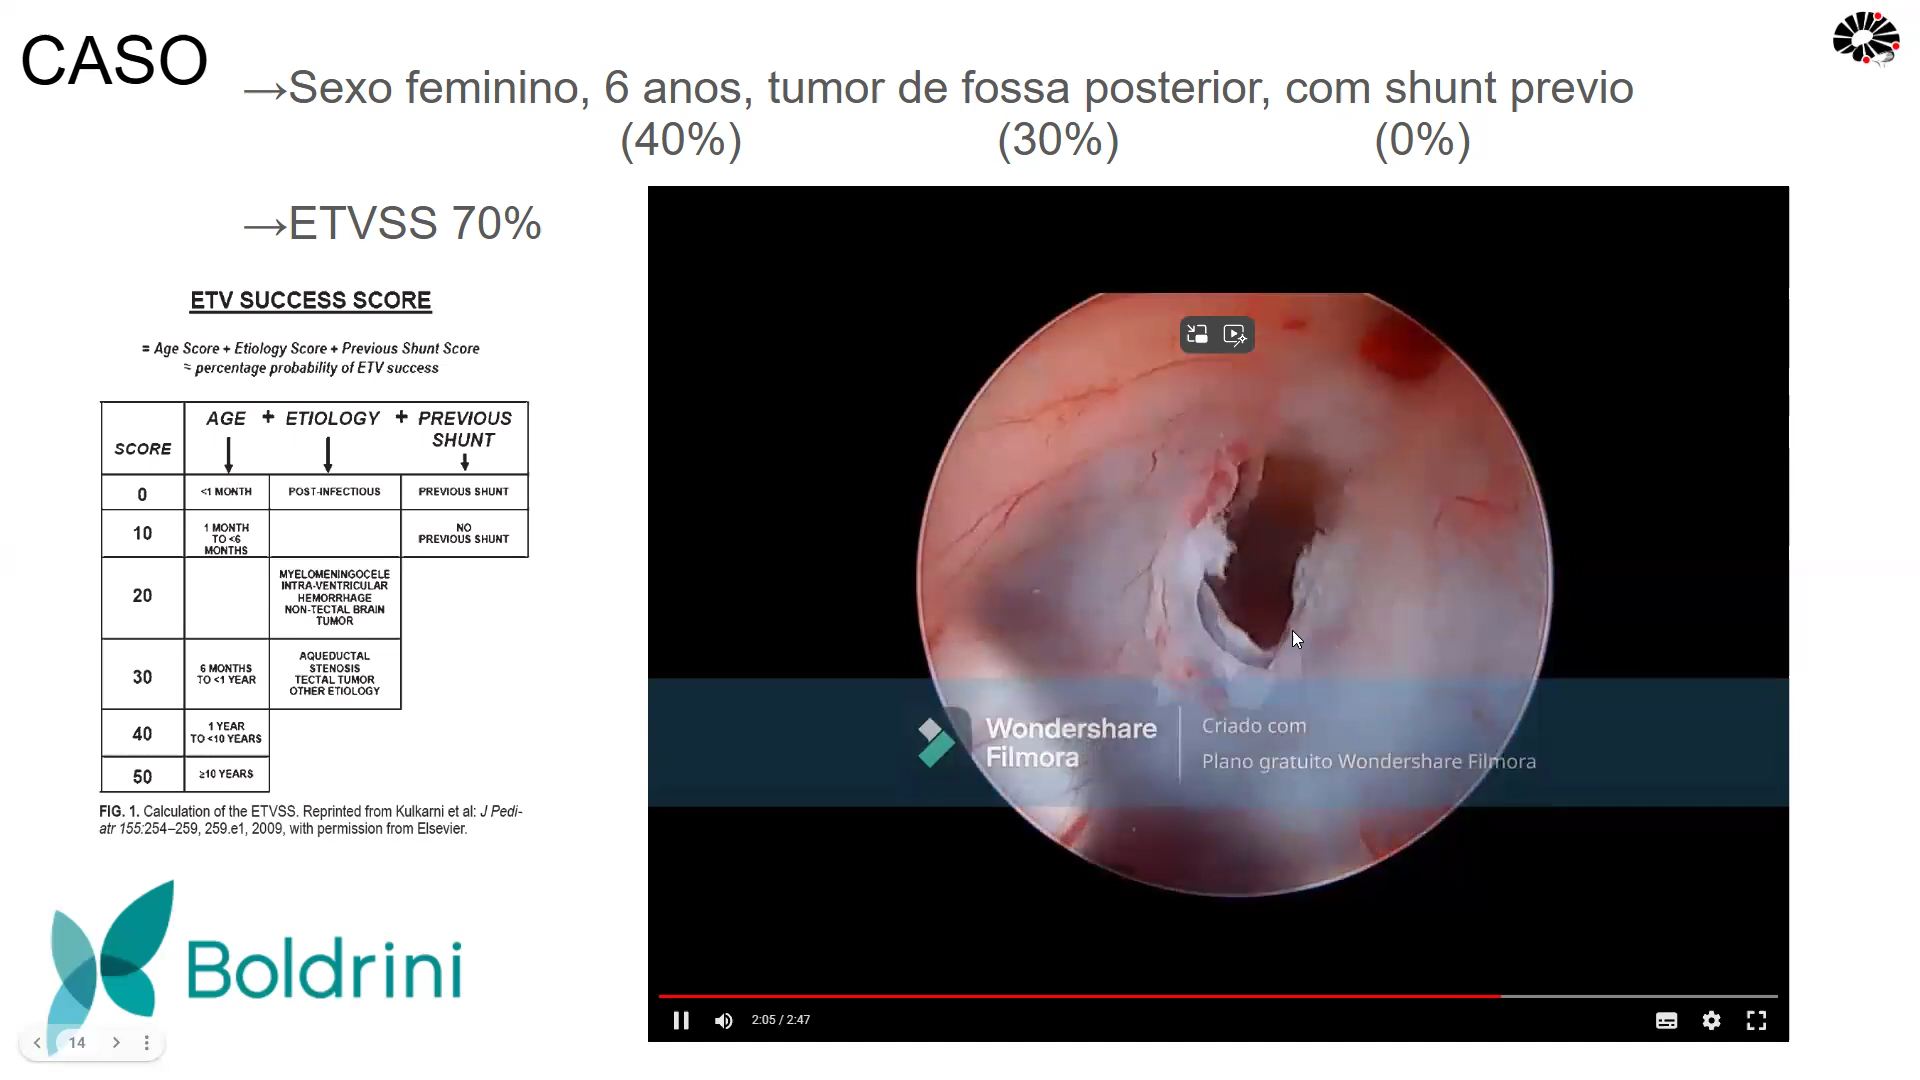 CASO
→Sexo feminino, 6 anos, tumor de fossa posterior, com shunt previo
(40%) (30%) (0%)
→ETVSS 70%
ETV SUCCESS SCORE
= Age Score + Etiology Score + Previous Shunt Score
≈ percentage probability of ETV success
SCORE
AGE + ETIOLOGY + PREVIOUS
SHUNT
0 <1 MONTH POST-INFECTIOUS PREVIOUS SHUNT
10
1 MONTH
TO <6
MONTHS
NO
PREVIOUS SHUNT
20
MYELOMENINGOCELE
INTRA-VENTRICULAR
HEMORRHAGE
NON-TECTAL BRAIN
TUMOR
30
6 MONTHS
TO <1 YEAR
AQUEDUCTAL
STENOSIS
TECTAL TUMOR
OTHER ETIOLOGY
40
1 YEAR
TO <10 YEARS
50 ≥10 YEARS
FIG. 1. Calculation of the ETVSS. Reprinted from Kulkarni et al: J Pedi-
atr 155:254–259, 259.e1, 2009, with permission from Elsevier.
Boldrini
14
Wondershare
Filmora
Criado com
Plano gratuito Wondershare Filmora
2:05 / 2:47